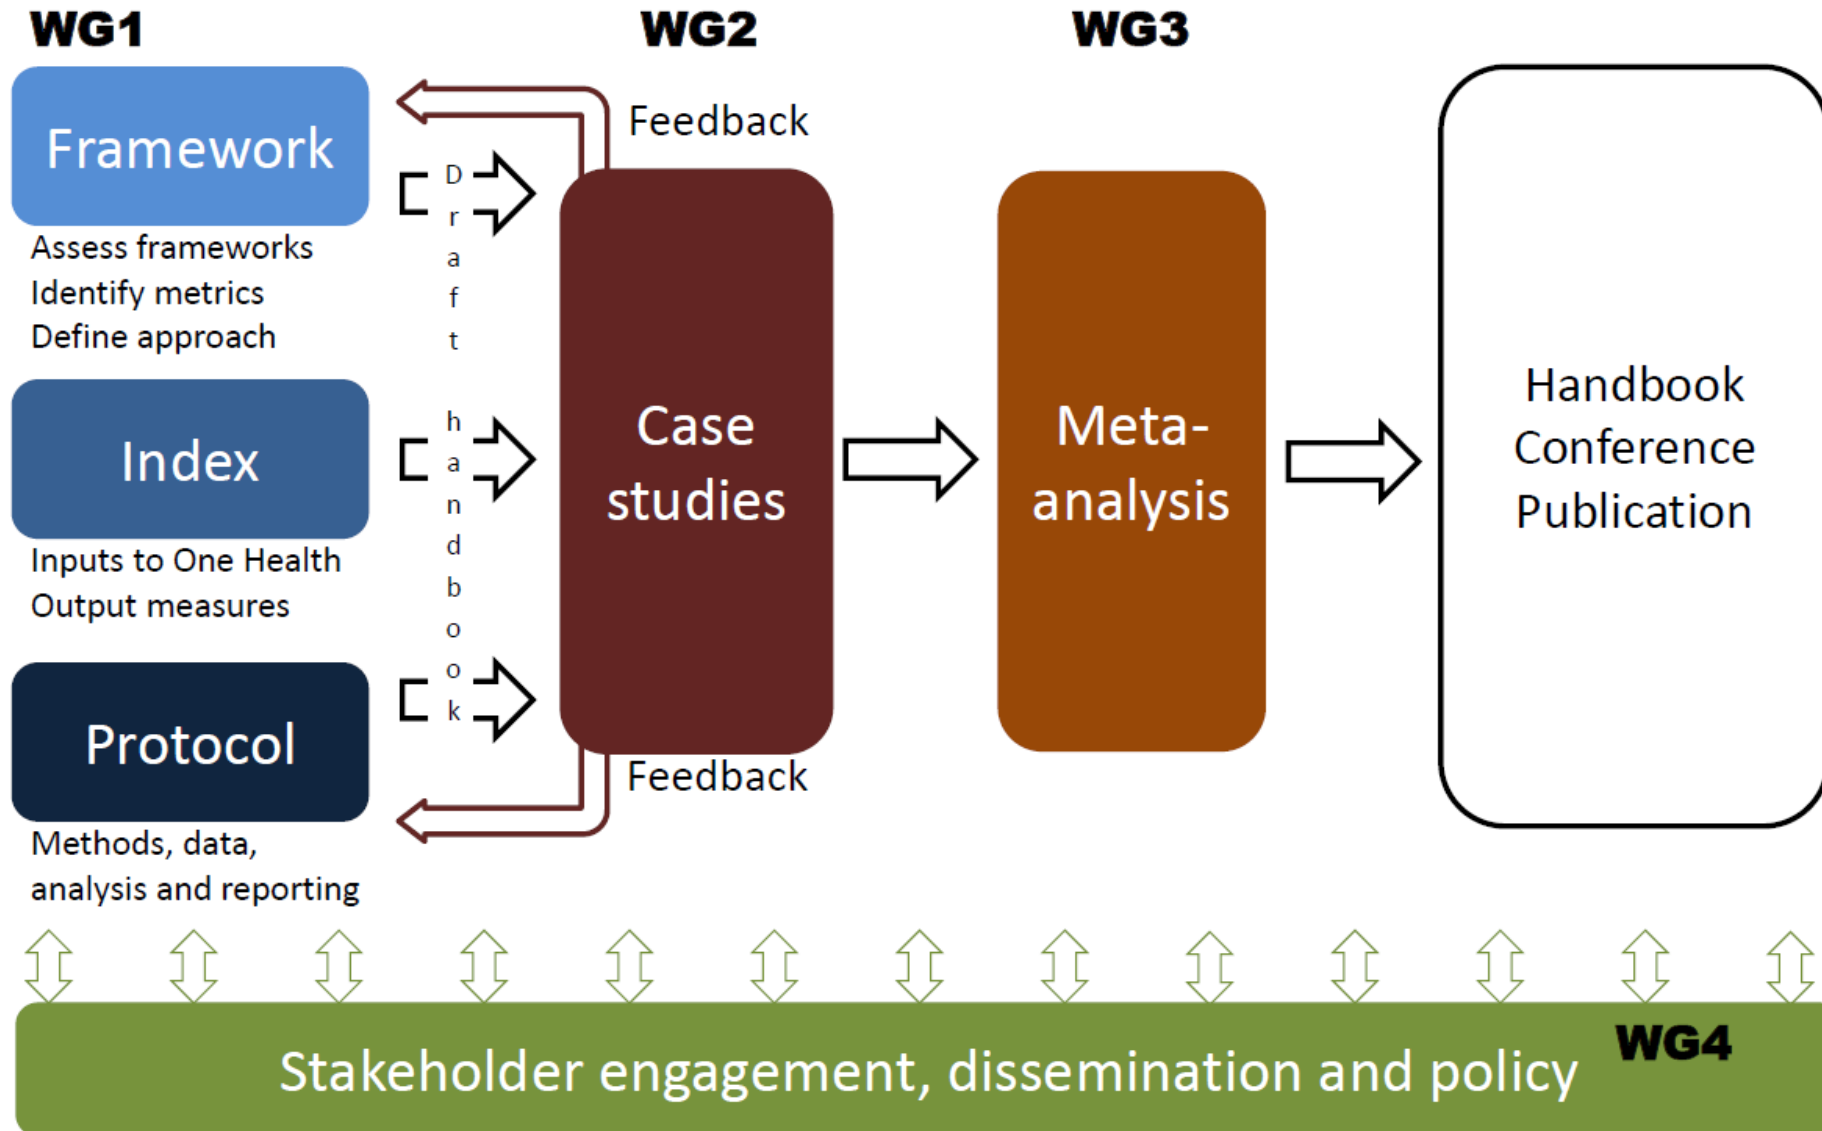 WG1
WG2
WG3
Framework
Assess frameworks
Identify metrics
Define approach
Index
Inputs to One Health
Output measures
Protocol
Methods, data,
analysis and reporting
Draft handbook
Feedback
Case
studies
Feedback
Meta-
analysis
Handbook
Conference
Publication
Stakeholder engagement, dissemination and policy
WG4